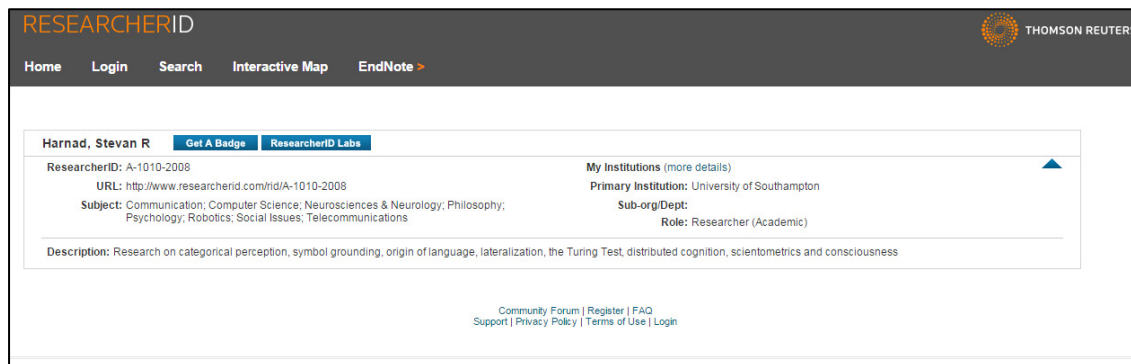 RESEARCHERID
THOMSON REUTERS
Home Login Search Interactive Map EndNote >
Harnad, Stevan R Get A Badge ResearcherID Labs
ResearcherID: A-1010-2008
URL: http://www.researcherid.com/rid/A-1010-2008
Subject: Communication; Computer Science; Neurosciences & Neurology; Philosophy;
Psychology; Robotics; Social Issues; Telecommunications
My Institutions (more details)
Primary Institution: University of Southampton
Sub-org/Dept:
Role: Researcher (Academic)
Description: Research on categorical perception, symbol grounding, origin of language, lateralization, the Turing Test, distributed cognition, scientometrics and consciousness
Community Forum | Register | FAQ
Support | Privacy Policy | Terms of Use | Login